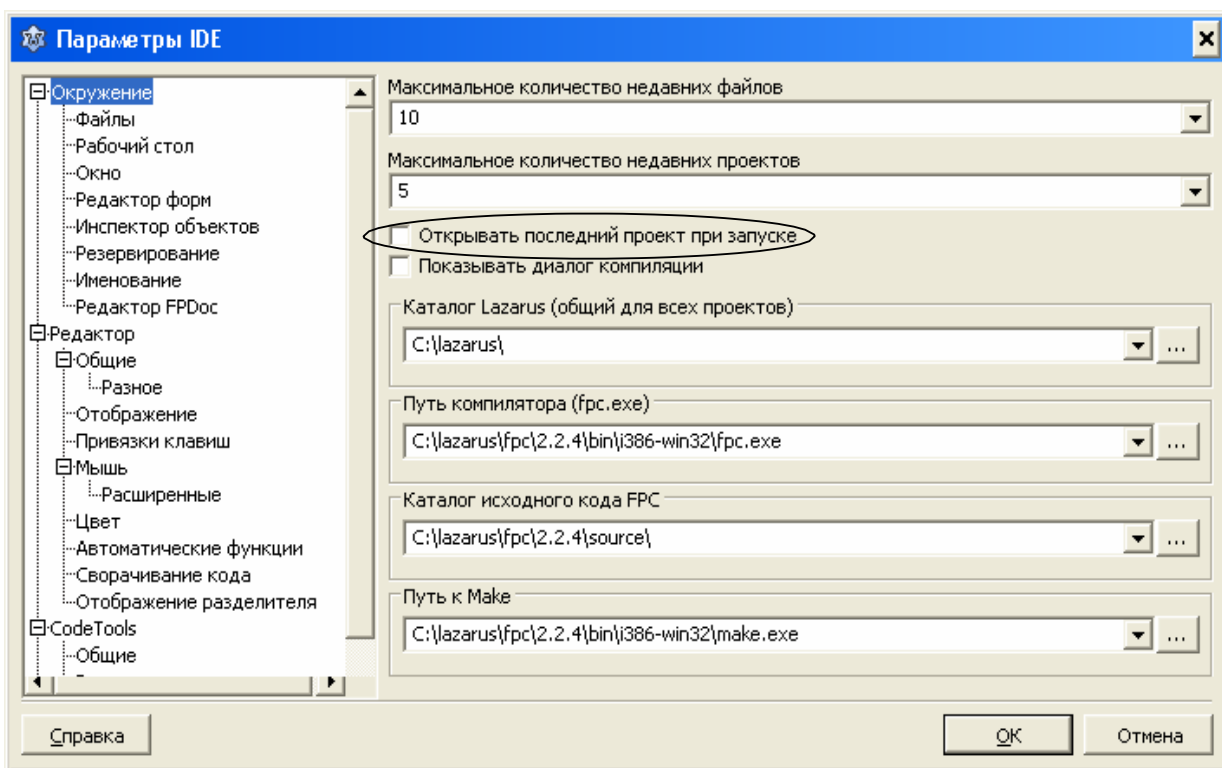 Параметры IDE
Окружение
Файлы
Рабочий стол
Окно
Редактор форм
Инспектор объектов
Резервирование
Именование
Редактор FPDoc
Редактор
Общие
Разное
Отображение
Привязки клавиш
Мышь
Расширенные
Цвет
Автоматические функции
Сворачивание кода
Отображение разделителя
CodeTools
Общие
Максимальное количество недавних файлов
10
Максимальное количество недавних проектов
5
Открывать последний проект при запуске
Показывать диалог компиляции
Каталог Lazarus (общий для всех проектов)
C:\lazarus\
...
Путь компилятора (fpc.exe)
C:\lazarus\fpc\2.2.4\bin\i386-win32\fpc.exe
...
Каталог исходного кода FPC
C:\lazarus\fpc\2.2.4\source\
...
Путь к Make
C:\lazarus\fpc\2.2.4\bin\i386-win32\make.exe
...
Справка
OK
Отмена